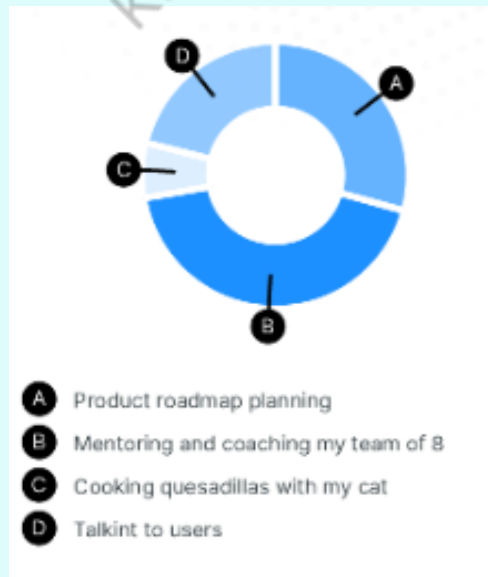 D
A
C
B
A Product roadmap planning
B Mentoring and coaching my team of 8
C Cooking quesadillas with my cat
D Talkint to users